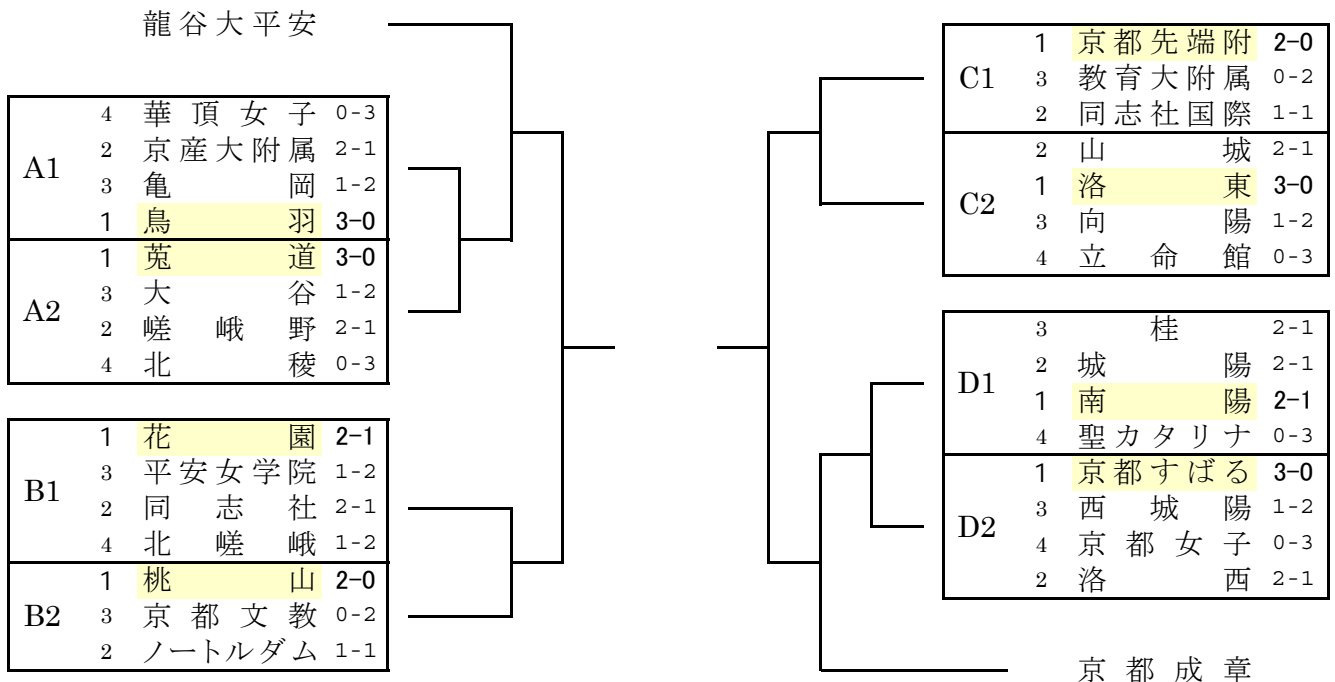 龍谷大平安
A1
4 華頂女子 0-3
2 京産大附属 2-1
3 亀岡 1-2
1 鳥羽 3-0
A2
1 莵道 3-0
3 大谷 1-2
2 嵯峨野 2-1
4 北稜 0-3
B1
1 花園 2-1
3 平安女学院 1-2
2 同志社 2-1
4 北嵯峨 1-2
B2
1 桃山 2-0
3 京都文教 0-2
2 ノートルダム 1-1
C1
1 京都先端附 2-0
3 教育大附属 0-2
2 同志社国際 1-1
C2
2 山城 2-1
1 洛東 3-0
3 向陽 1-2
4 立命館 0-3
D1
3 桂 2-1
2 城陽 2-1
1 南陽 2-1
4 聖カタリナ 0-3
D2
1 京都すばる 3-0
3 西城陽 1-2
4 京都女子 0-3
2 洛西 2-1
京都成章